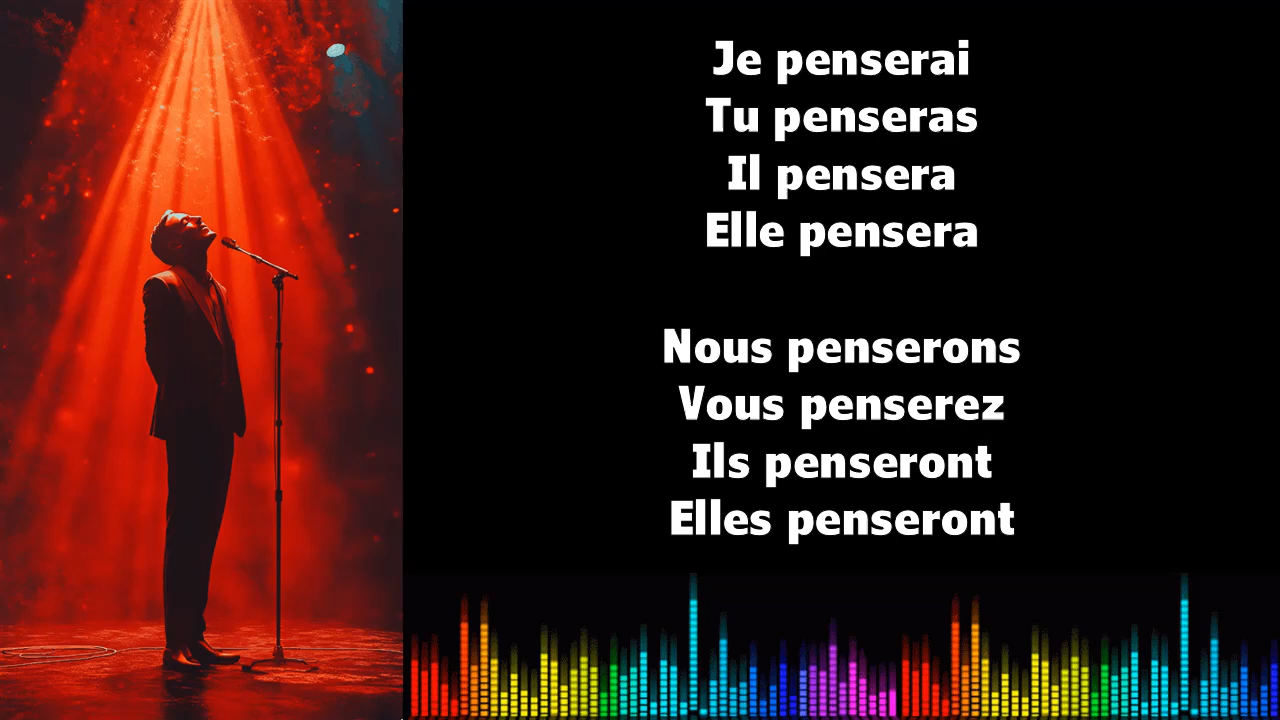 Je penserai
Tu penseras
Il pensera
Elle pensera
Nous penserons
Vous penserez
Ils penseront
Elles penseront